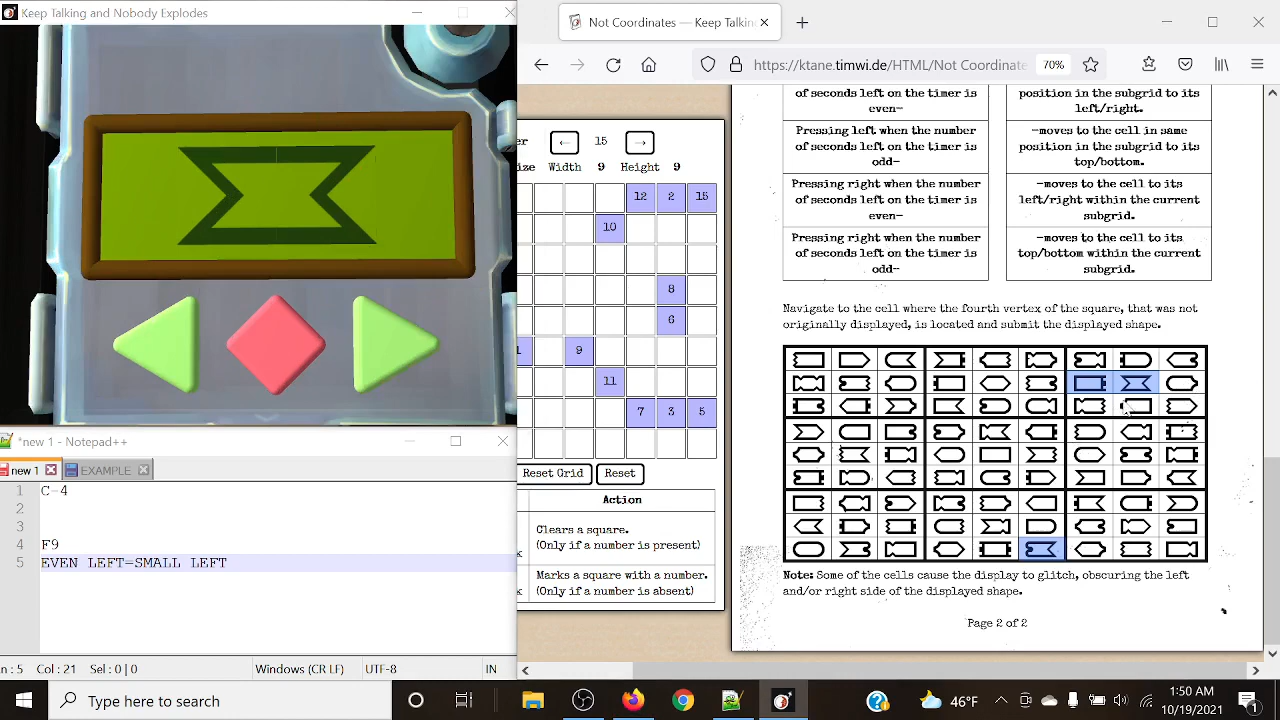 Keep Talking and Nobody Explodes
Not Coordinates — Keep Talkin
https://ktane.timwi.de/HTML/Not Coordinate
70%
er
15
ize Width 9 Height 9
12 2 15
10
8
6
1 9
11
7 3 5
Reset Grid Reset
Action
Clears a square.
(Only if a number is present)
k
Marks a square with a number.
(Only if a number is absent)
of seconds left on the timer is
even-
position in the subgrid to its
left/right.
Pressing left when the number
of seconds left on the timer is
odd-
-moves to the cell in same
position in the subgrid to its
top/bottom.
Pressing right when the number
of seconds left on the timer is
even-
-moves to the cell to its
left/right within the current
subgrid.
Pressing right when the number
of seconds left on the timer is
odd-
-moves to the cell to its
top/bottom within the current
subgrid.
Navigate to the cell where the fourth vertex of the square, that was not
originally displayed, is located and submit the displayed shape.
Note: Some of the cells cause the display to glitch, obscuring the left
and/or right side of the displayed shape.
Page 2 of 2
*new 1 - Notepad++
new 1
EXAMPLE
1 C-4
2
3
4 F9
5 EVEN LEFT=SMALL LEFT
n : 5 Col : 21 Sel : 0 | 0
Windows (CR LF)
UTF-8
IN
Type here to search
46°F
1:50 AM
10/19/2021